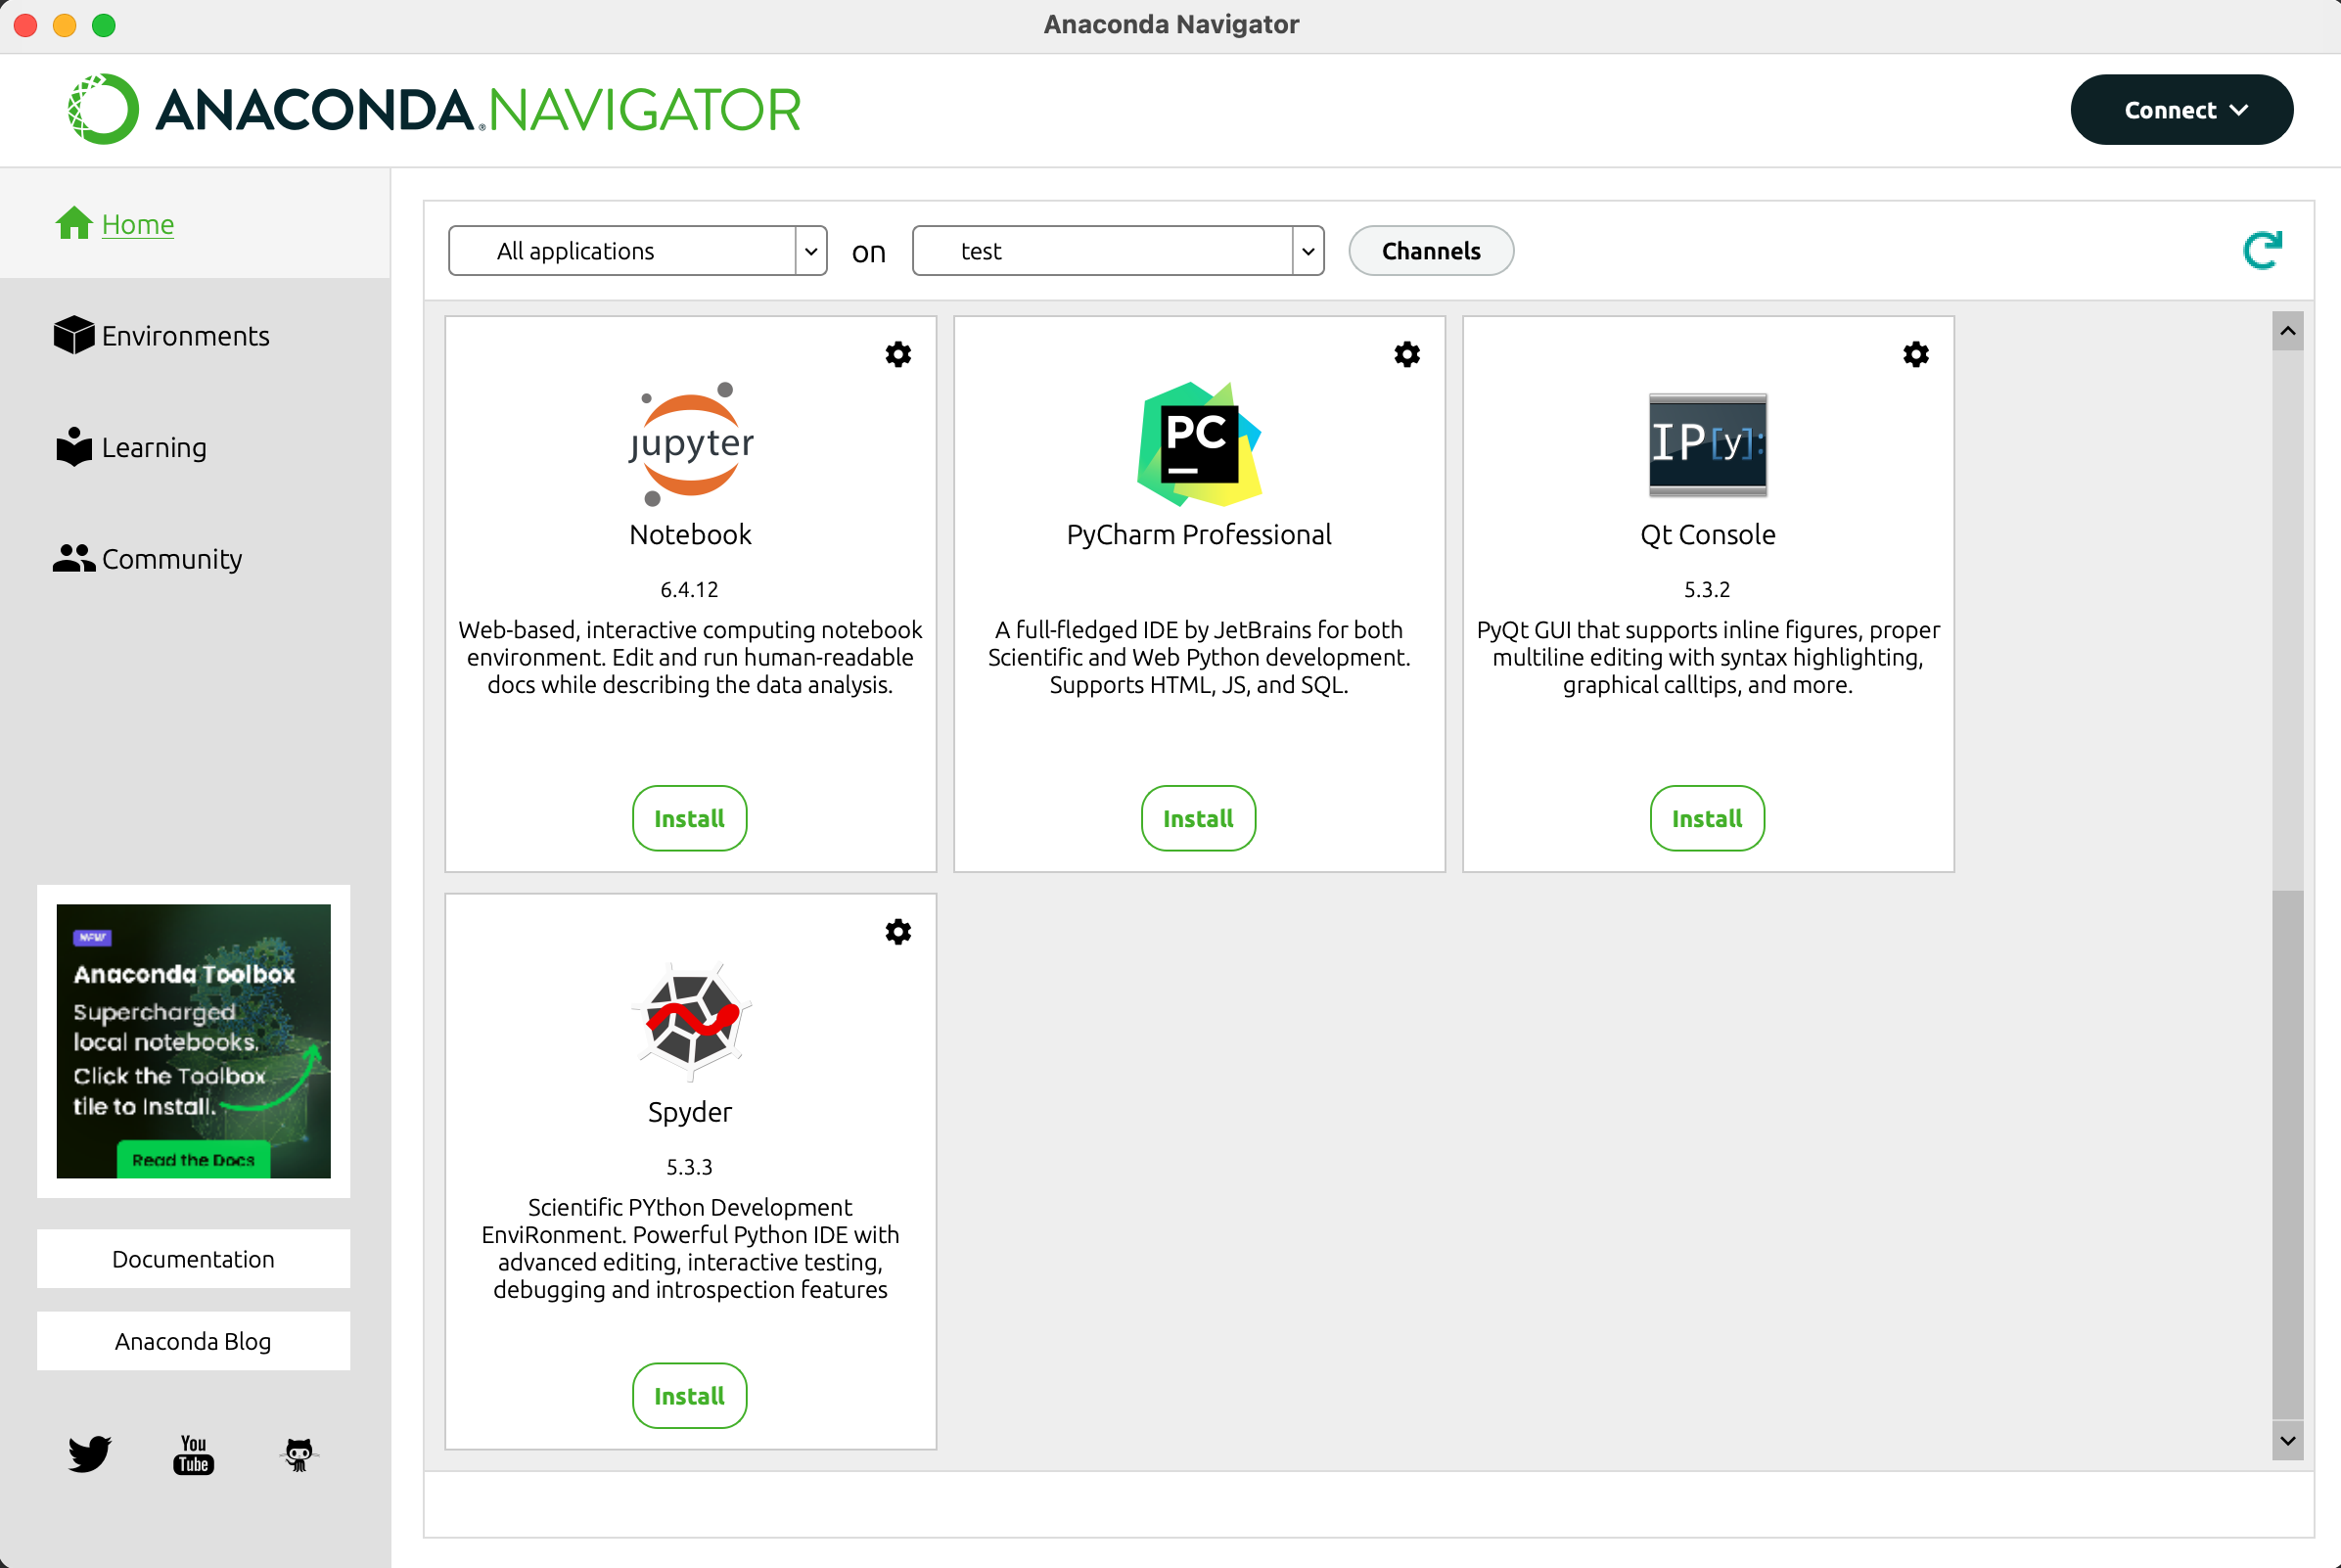 Anaconda Navigator
ANACONDA.NAVIGATOR
Connect
Home
Environments
Learning
Community
All applications
on
test
Channels
jupyter
Notebook
6.4.12
Web-based, interactive computing notebook
environment. Edit and run human-readable
docs while describing the data analysis.
Install
PC
PyCharm Professional
A full-fledged IDE by JetBrains for both
Scientific and Web Python development.
Supports HTML, JS, and SQL.
Install
IP[y]:
Qt Console
5.3.2
PyQt GUI that supports inline figures, proper
multiline editing with syntax highlighting,
graphical calltips, and more.
Install
Spyder
5.3.3
Scientific PYthon Development
EnviRonment. Powerful Python IDE with
advanced editing, interactive testing,
debugging and introspection features
Install
NEW
Anaconda Toolbox
Supercharged
local notebooks.
Click the Toolbox
tile to Install.
Read the Docs
Documentation
Anaconda Blog
You
Tube